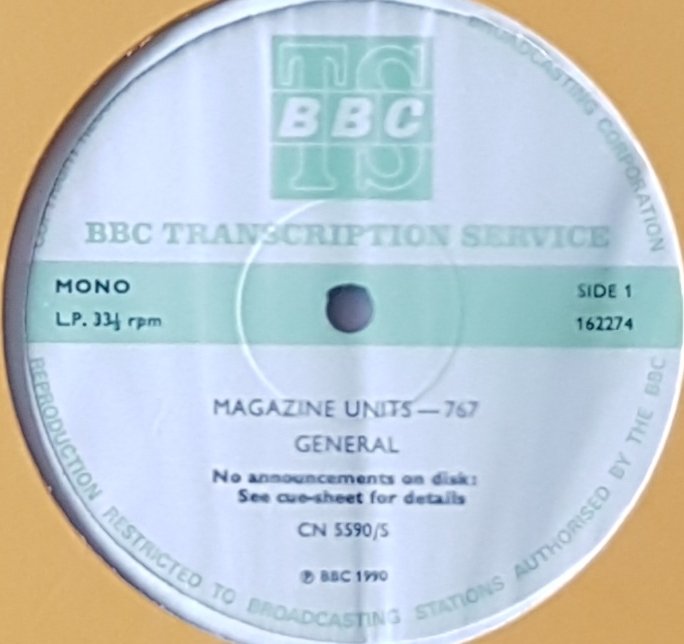 TS
BBC
BBC TRANSCRIPTION SERVICE
MONO
L.P. 33⅓ rpm
SIDE 1
162274
MAGAZINE UNITS — 767
GENERAL
No announcements on disk:
See cue-sheet for details
CN 5590/S
℗ BBC 1990
COPYRIGHT
BROADCASTING CORPORATION
REPRODUCTION RESTRICTED TO BROADCASTING STATIONS AUTHORISED BY THE BBC